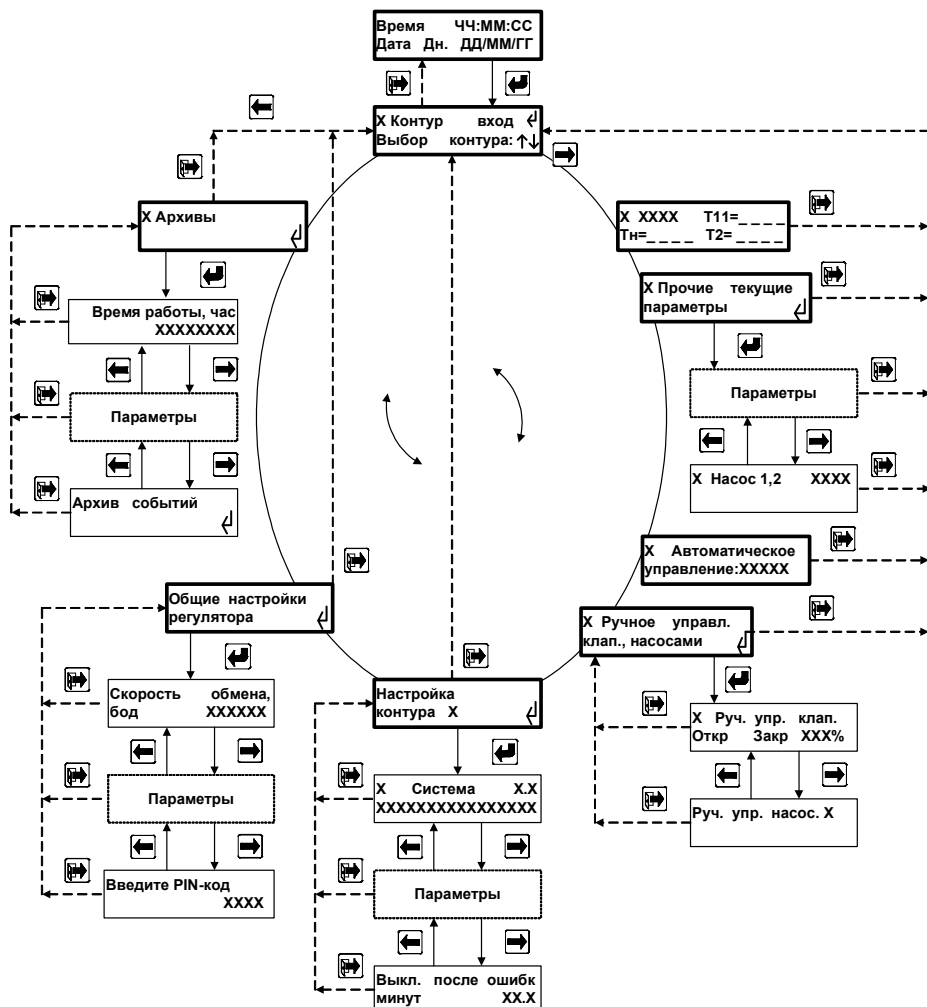 Время ЧЧ:ММ:СС
Дата Дн. ДД/ММ/ГГ
X Контур вход
Выбор контура:↑↓
X Архивы
Время работы, час
XXXXXXXX
Параметры
Архив событий
X XXXX T11=_ _ _ _
Tн=_ _ _ _ T2= _ _ _ _
X Прочие текущие
параметры
Параметры
X Насос 1,2 XXXX
X Автоматическое
управление:XXXXX
X Ручное управл.
клап., насосами
X Руч. упр. клап.
Откр Закр XXX%
Руч. упр. насос. X
Общие настройки
регулятора
Скорость обмена,
бод XXXXXX
Параметры
Введите PIN-код
XXXX
Настройка
контура X
X Система X.X
XXXXXXXXXXXXXXXX
Параметры
Выкл. после ошибк
минут XX.X